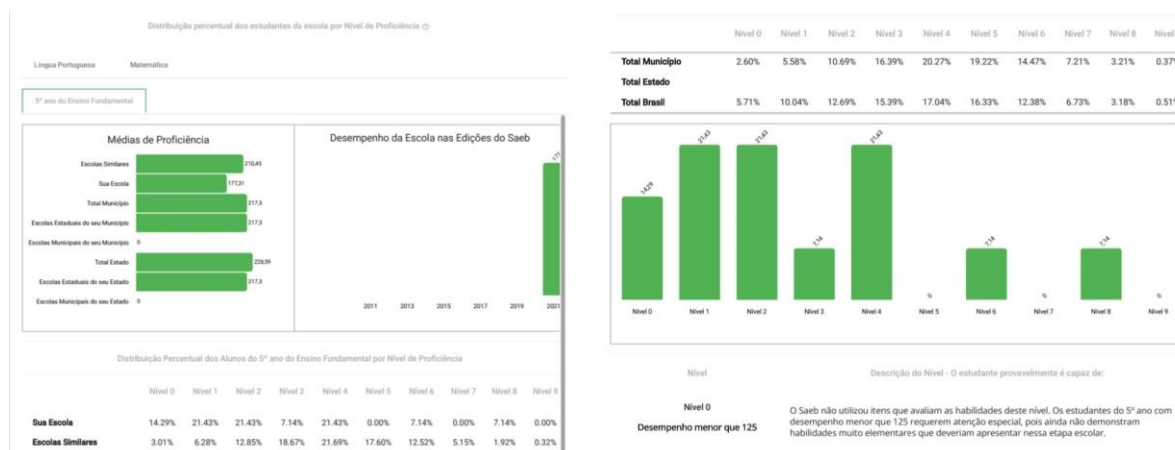 Distribuição percentual dos estudantes da escola por Nível de Proficiência
Língua Portuguesa Matemática
5º ano do Ensino Fundamental
Médias de Proficiência
Escolas Similares 210,45
Sua Escola 177,31
Total Município 217,3
Escolas Estaduais do seu Município 217,3
Escolas Municipais do seu Município 0
Total Estado 228,59
Escolas Estaduais do seu Estado 217,3
Escolas Municipais do seu Estado 0
Desempenho da Escola nas Edições do Saeb
177
2011 2013 2015 2017 2019 2021
Distribuição Percentual dos Alunos do 5º ano do Ensino Fundamental por Nível de Proficiência
Nível 0 Nível 1 Nível 2 Nível 3 Nível 4 Nível 5 Nível 6 Nível 7 Nível 8 Nível 9
Sua Escola 14.29% 21.43% 21.43% 7.14% 21.43% 0.00% 7.14% 0.00% 7.14% 0.00%
Escolas Similares 3.01% 6.28% 12.85% 18.67% 21.69% 17.60% 12.52% 5.15% 1.92% 0.32%
Nível 0 Nível 1 Nível 2 Nível 3 Nível 4 Nível 5 Nível 6 Nível 7 Nível 8 Nível
Total Município 2.60% 5.58% 10.69% 16.39% 20.27% 19.22% 14.47% 7.21% 3.21% 0.37%
Total Estado
Total Brasil 5.71% 10.04% 12.69% 15.39% 17.04% 16.33% 12.38% 6.73% 3.18% 0.51%
14,29 21,43 21,43 7,14 21,43 0 7,14 0 7,14 0
Nível 0 Nível 1 Nível 2 Nível 3 Nível 4 Nível 5 Nível 6 Nível 7 Nível 8 Nível 9
Nível Descrição do Nível - O estudante provavelmente é capaz de:
Nível 0
Desempenho menor que 125
O Saeb não utilizou itens que avaliam as habilidades deste nível. Os estudantes do 5º ano com
desempenho menor que 125 requerem atenção especial, pois ainda não demonstram
habilidades muito elementares que deveriam apresentar nessa etapa escolar.